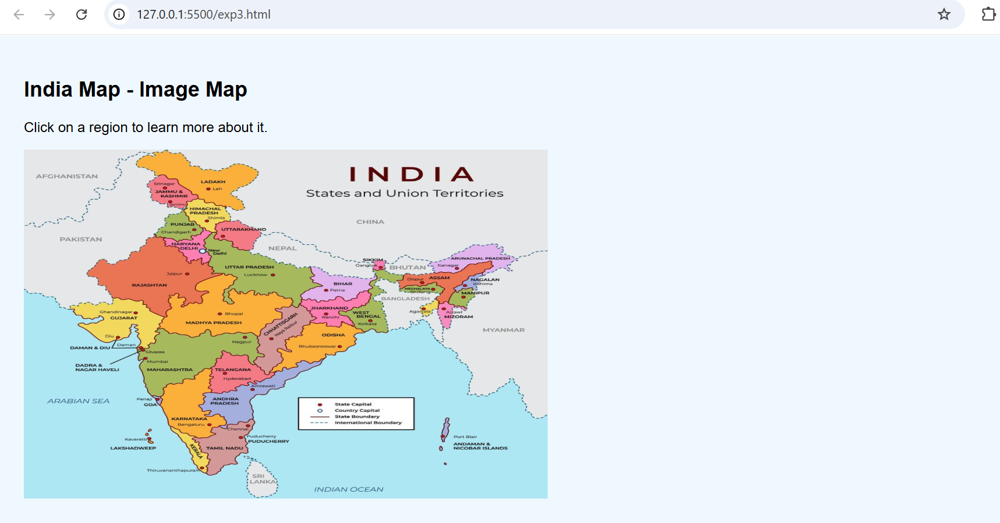 127.0.0.1:5500/exp3.html
India Map - Image Map
Click on a region to learn more about it.
INDIA
States and Union Territories
AFGHANISTAN
PAKISTAN
CHINA
NEPAL
BHUTAN
BANGLADESH
MYANMAR
SRI
LANKA
ARABIAN SEA
INDIAN OCEAN
LADAKH
Leh
Srinagar
JAMMU &
KASHMIR
Jammu
HIMACHAL
PRADESH
Shimla
PUNJAB
Chandigarh
UTTARAKHAND
HARYANA
DELHI
New
Delhi
UTTAR PRADESH
Lucknow
Jaipur
RAJASHTAN
BIHAR
Patna
SIKKIM
Gangtok
ARUNACHAL PRADESH
Itanagar
Dispur
ASSAM
NAGALAN
Kohima
MEGHALAYA
Shillong
MANIPUR
Agartala
Aizawl
MIZORAM
JHARKHAND
Ranchi
WEST
BENGAL
Kolkata
Ghandinagar
GUJARAT
Diu
Daman
DAMAN & DIU
Silvassa
DADRA &
NAGAR HAVELI
Bhopal
MADHYA PRADESH
CHHATTISGARH
Naya Raipur
ODISHA
Bhubasneswar
Nagpur
Mumbai
MAHARASHTRA
TELANGANA
Hyderabad
Amrawati
ANDHRA
PRADESH
Panaji
GOA
KARNATAKA
Bengaluru
Chennai
Puducherry
PUDUCHERRY
TAMIL NADU
KERALA
Thiruvananthapuram
Kavaratti
LAKSHADWEEP
State Capital
Country Capital
State Boundary
International Boundary
Port Blair
ANDAMAN &
NICOBAR ISLANDS